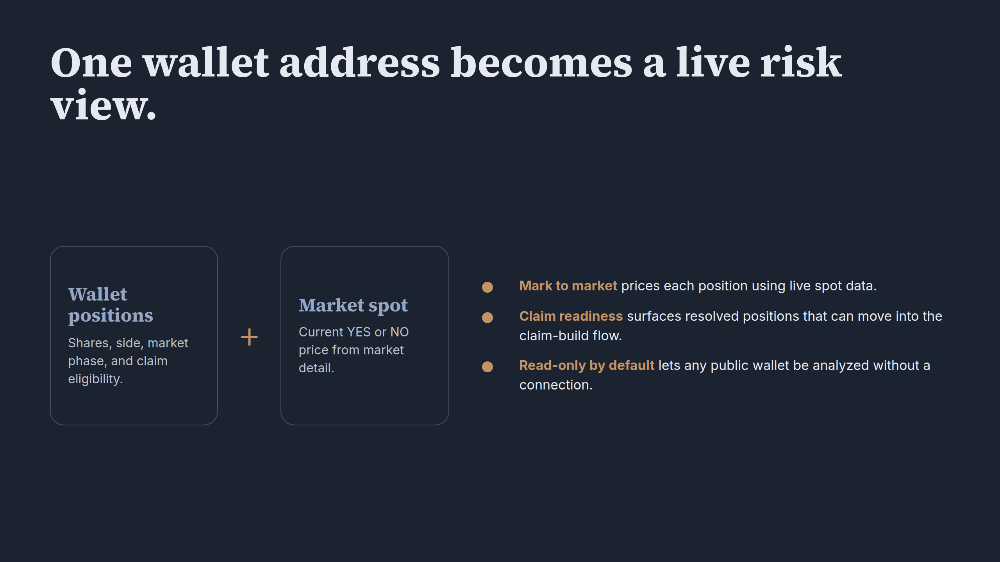 One wallet address becomes a live risk
view.
Wallet
positions
Shares, side, market
phase, and claim
eligibility.
+
Market spot
Current YES or NO
price from market
detail.
Mark to market prices each position using live spot data.
Claim readiness surfaces resolved positions that can move into the
claim-build flow.
Read-only by default lets any public wallet be analyzed without a
connection.